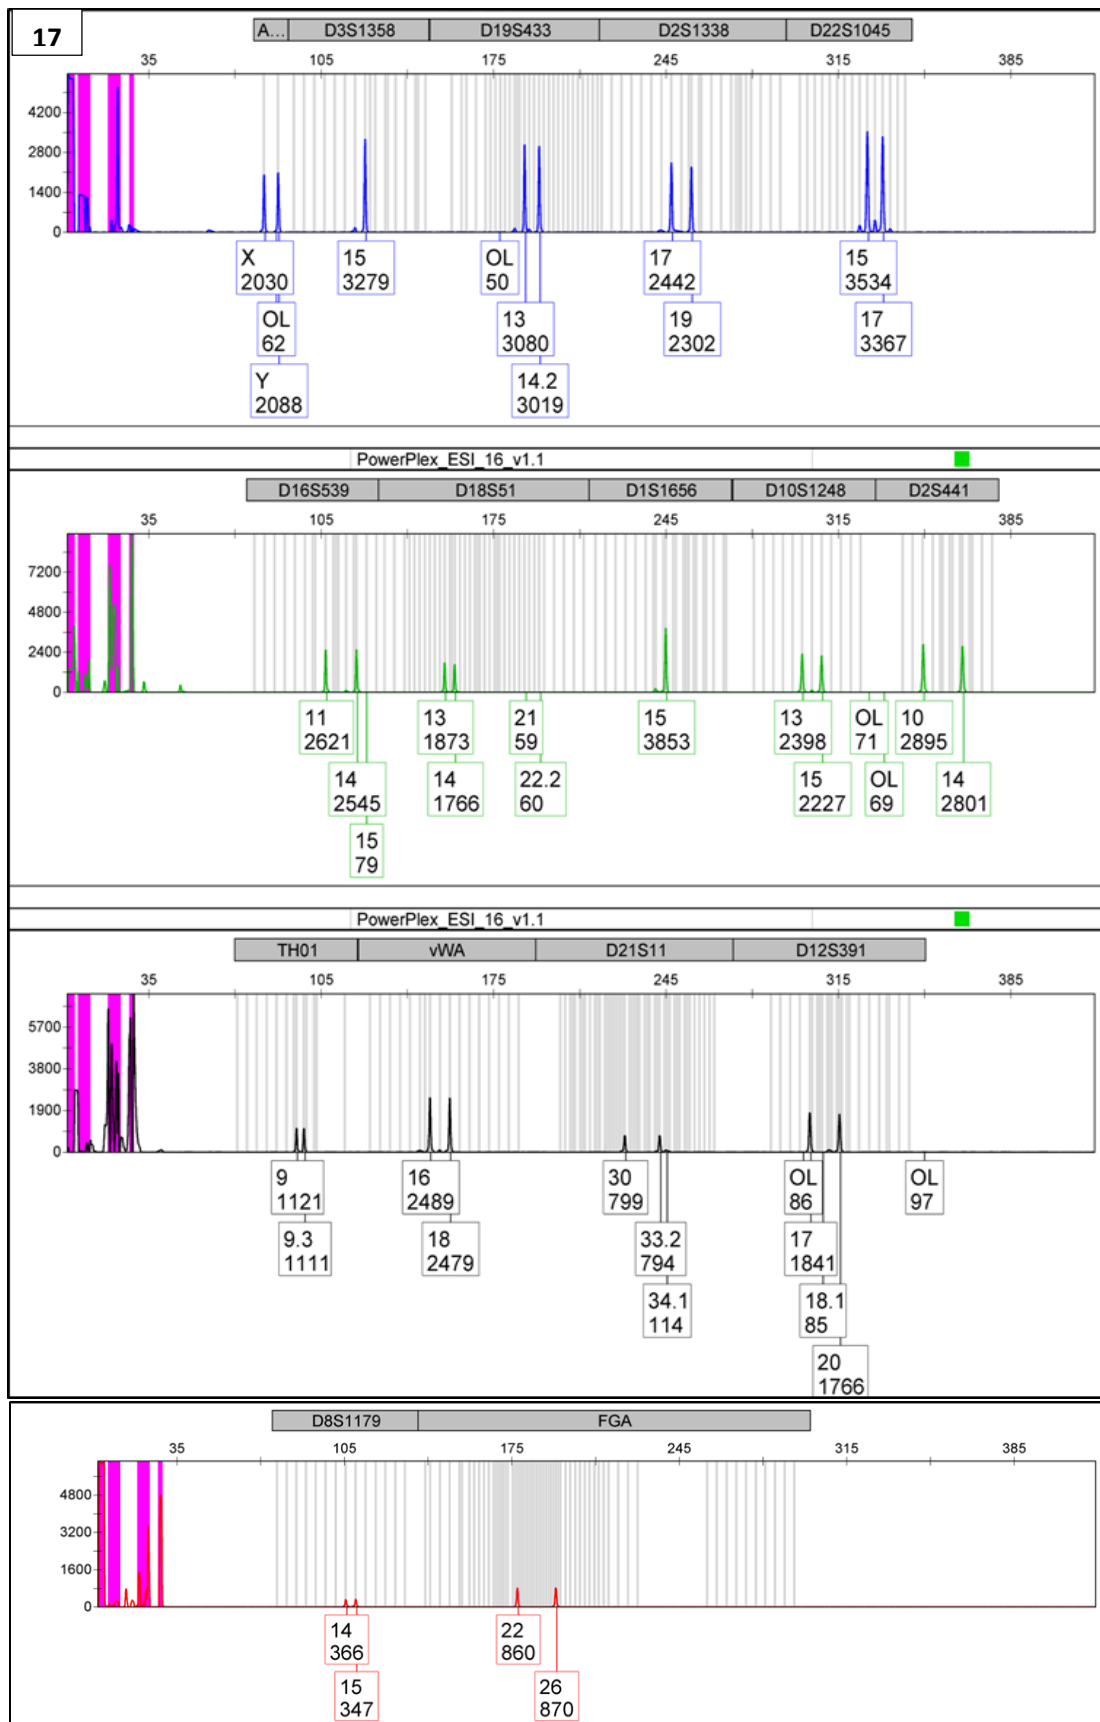 17
A... D3S1358 D19S433 D2S1338 D22S1045
35 105 175 245 315 385
4200
2800
1400
0
X 15 OL 17 15
2030 3279 50 2442 3534
OL 13 19 17
62 3080 2302 3367
Y 14.2
2088 3019
PowerPlex_ESI_16_v1.1
D16S539 D18S51 D1S1656 D10S1248 D2S441
35 105 175 245 315 385
7200
4800
2400
0
11 13 21 15 13 OL 10
2621 1873 59 3853 2398 71 2895
14 14 22.2 15 OL 14
2545 1766 60 2227 69 2801
15
79
PowerPlex_ESI_16_v1.1
TH01 vWA D21S11 D12S391
35 105 175 245 315 385
5700
3800
1900
0
9 16 30 OL OL
1121 2489 799 86 97
9.3 18 33.2 17
1111 2479 794 1841
34.1 18.1
114 85
20
1766
D8S1179 FGA
35 105 175 245 315 385
4800
3200
1600
0
14 22
366 860
15 26
347 870